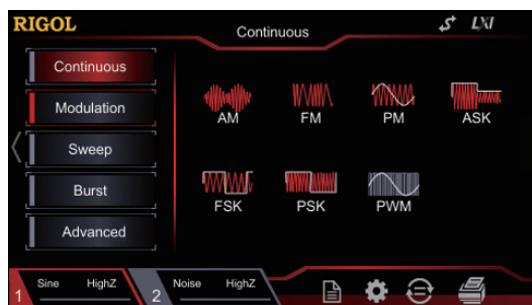 RIGOL
Continuous
LXI
Continuous
Modulation
Sweep
Burst
Advanced
AM
FM
PM
ASK
FSK
PSK
PWM
1
Sine
HighZ
2
Noise
HighZ